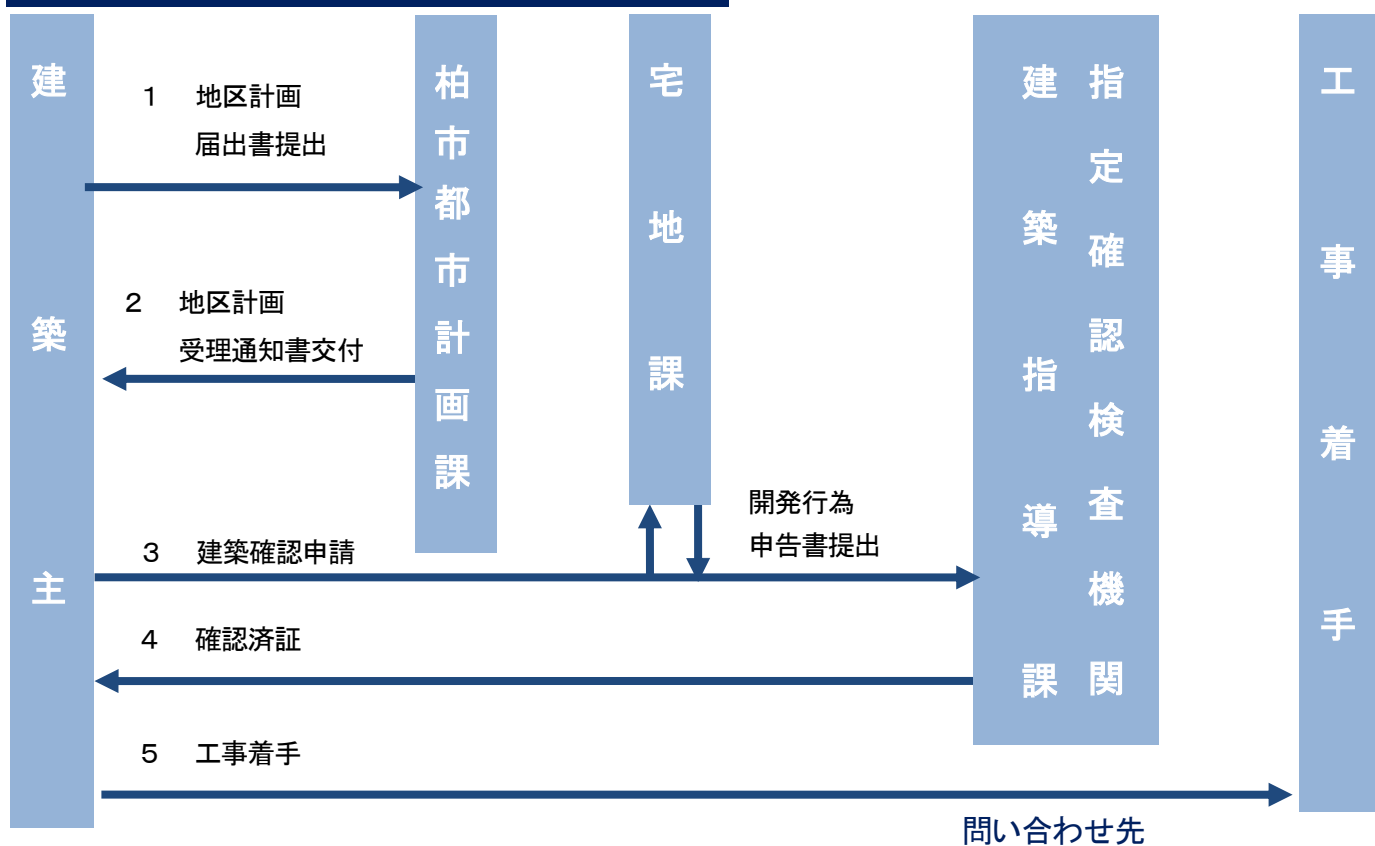 建築主
柏市都市計画課
宅地課
指定確認検査機関
建築指導課
工事着手
１　地区計画
届出書提出
２　地区計画
受理通知書交付
開発行為
申告書提出
３　建築確認申請
４　確認済証
５　工事着手
問い合わせ先